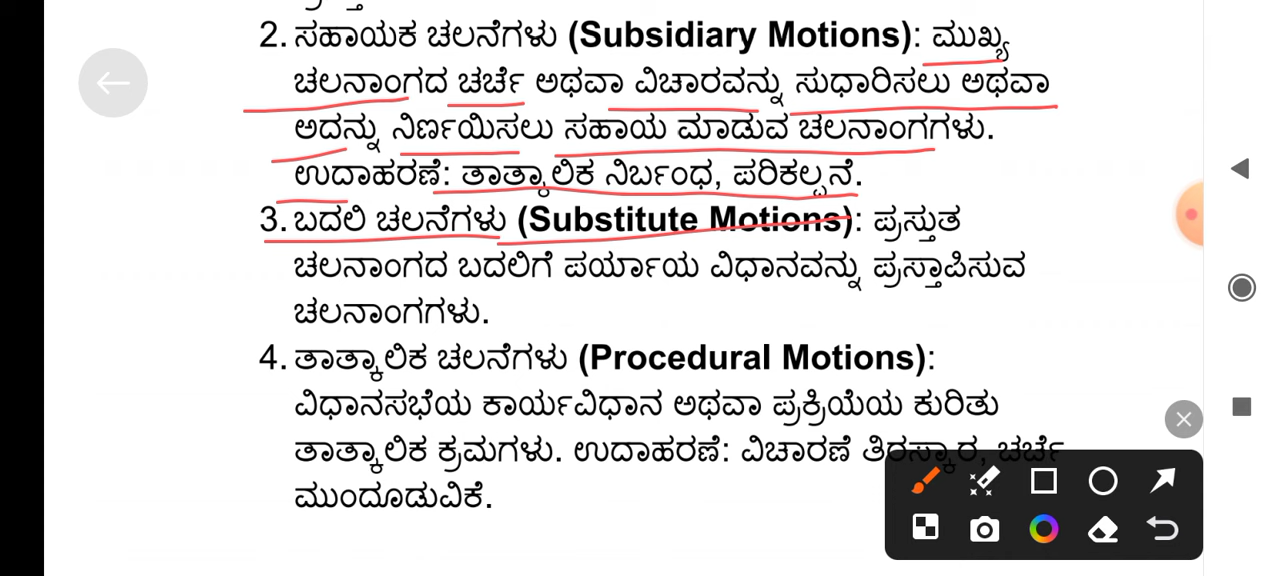 2. ಸಹಾಯಕ ಚಲನೆಗಳು (Subsidiary Motions): ಮುಖ್ಯ
ಚಲನಾಂಗದ ಚರ್ಚೆ ಅಥವಾ ವಿಚಾರವನ್ನು ಸುಧಾರಿಸಲು ಅಥವಾ
ಅದನ್ನು ನಿರ್ಣಯಿಸಲು ಸಹಾಯ ಮಾಡುವ ಚಲನಾಂಗಗಳು.
ಉದಾಹರಣೆ: ತಾತ್ಕಾಲಿಕ ನಿರ್ಬಂಧ, ಪರಿಕಲ್ಪನೆ.
3. ಬದಲಿ ಚಲನೆಗಳು (Substitute Motions): ಪ್ರಸ್ತುತ
ಚಲನಾಂಗದ ಬದಲಿಗೆ ಪರ್ಯಾಯ ವಿಧಾನವನ್ನು ಪ್ರಸ್ತಾಪಿಸುವ
ಚಲನಾಂಗಗಳು.
4. ತಾತ್ಕಾಲಿಕ ಚಲನೆಗಳು (Procedural Motions):
ವಿಧಾನಸಭೆಯ ಕಾರ್ಯವಿಧಾನ ಅಥವಾ ಪ್ರಕ್ರಿಯೆಯ ಕುರಿತು
ತಾತ್ಕಾಲಿಕ ಕ್ರಮಗಳು. ಉದಾಹರಣೆ: ವಿಚಾರಣೆ ತಿರಸ್ಕಾರ, ಚರ್ಚೆ
ಮುಂದೂಡುವಿಕೆ.